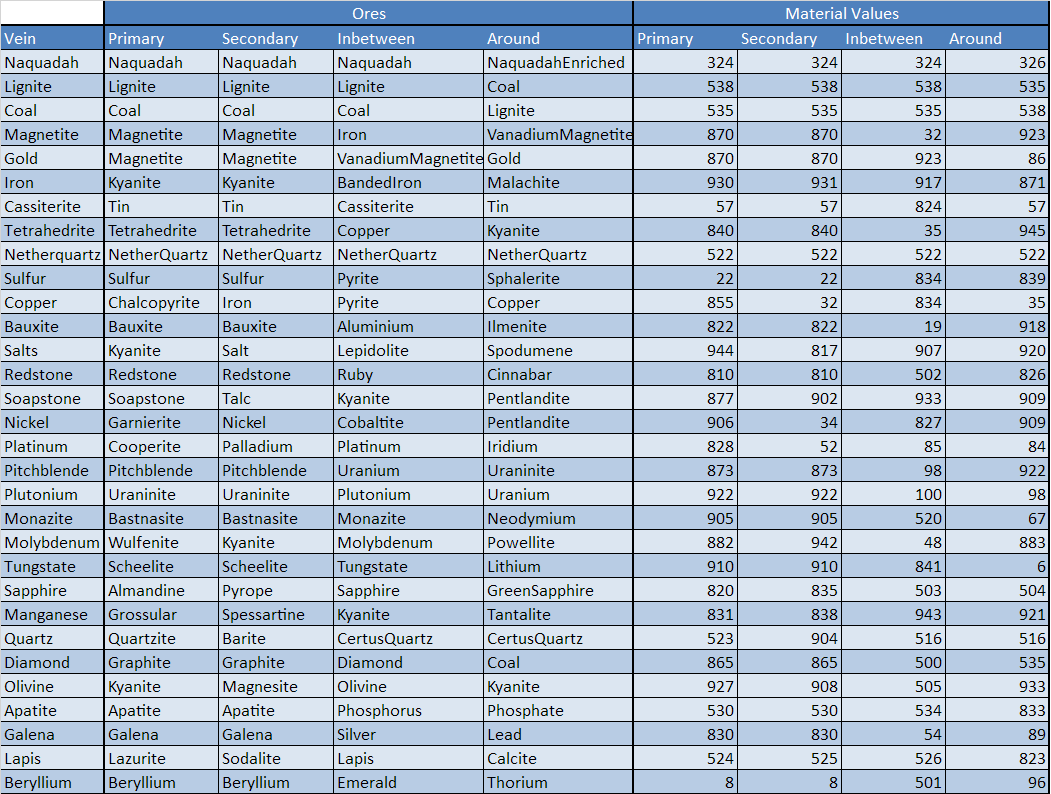 Ores Material Values
Vein Primary Secondary Inbetween Around Primary Secondary Inbetween Around
Naquadah Naquadah Naquadah Naquadah NaquadahEnriched 324 324 324 326
Lignite Lignite Lignite Lignite Coal 538 538 538 535
Coal Coal Coal Coal Lignite 535 535 535 538
Magnetite Magnetite Magnetite Iron VanadiumMagnetite 870 870 32 923
Gold Magnetite Magnetite VanadiumMagnetite Gold 870 870 923 86
Iron Kyanite Kyanite BandedIron Malachite 930 931 917 871
Cassiterite Tin Tin Cassiterite Tin 57 57 824 57
Tetrahedrite Tetrahedrite Tetrahedrite Copper Kyanite 840 840 35 945
Netherquartz NetherQuartz NetherQuartz NetherQuartz NetherQuartz 522 522 522 522
Sulfur Sulfur Sulfur Pyrite Sphalerite 22 22 834 839
Copper Chalcopyrite Iron Pyrite Copper 855 32 834 35
Bauxite Bauxite Bauxite Aluminium Ilmenite 822 822 19 918
Salts Kyanite Salt Lepidolite Spodumene 944 817 907 920
Redstone Redstone Redstone Ruby Cinnabar 810 810 502 826
Soapstone Soapstone Talc Kyanite Pentlandite 877 902 933 909
Nickel Garnierite Nickel Cobaltite Pentlandite 906 34 827 909
Platinum Cooperite Palladium Platinum Iridium 828 52 85 84
Pitchblende Pitchblende Pitchblende Uranium Uraninite 873 873 98 922
Plutonium Uraninite Uraninite Plutonium Uranium 922 922 100 98
Monazite Bastnasite Bastnasite Monazite Neodymium 905 905 520 67
Molybdenum Wulfenite Kyanite Molybdenum Powellite 882 942 48 883
Tungstate Scheelite Scheelite Tungstate Lithium 910 910 841 6
Sapphire Almandine Pyrope Sapphire GreenSapphire 820 835 503 504
Manganese Grossular Spessartine Kyanite Tantalite 831 838 943 921
Quartz Quartzite Barite CertusQuartz CertusQuartz 523 904 516 516
Diamond Graphite Graphite Diamond Coal 865 865 500 535
Olivine Kyanite Magnesite Olivine Kyanite 927 908 505 933
Apatite Apatite Apatite Phosphorus Phosphate 530 530 534 833
Galena Galena Galena Silver Lead 830 830 54 89
Lapis Lazurite Sodalite Lapis Calcite 524 525 526 823
Beryllium Beryllium Beryllium Emerald Thorium 8 8 501 96